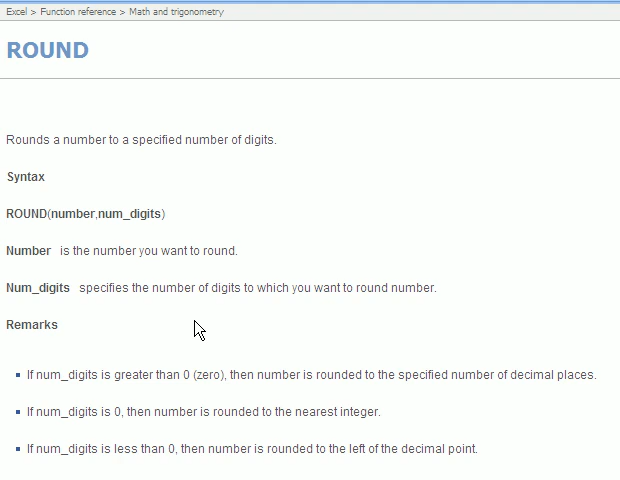 Excel > Function reference > Math and trigonometry
ROUND
Rounds a number to a specified number of digits.
Syntax
ROUND(number,num_digits)
Number is the number you want to round.
Num_digits specifies the number of digits to which you want to round number.
Remarks
If num_digits is greater than 0 (zero), then number is rounded to the specified number of decimal places.
If num_digits is 0, then number is rounded to the nearest integer.
If num_digits is less than 0, then number is rounded to the left of the decimal point.